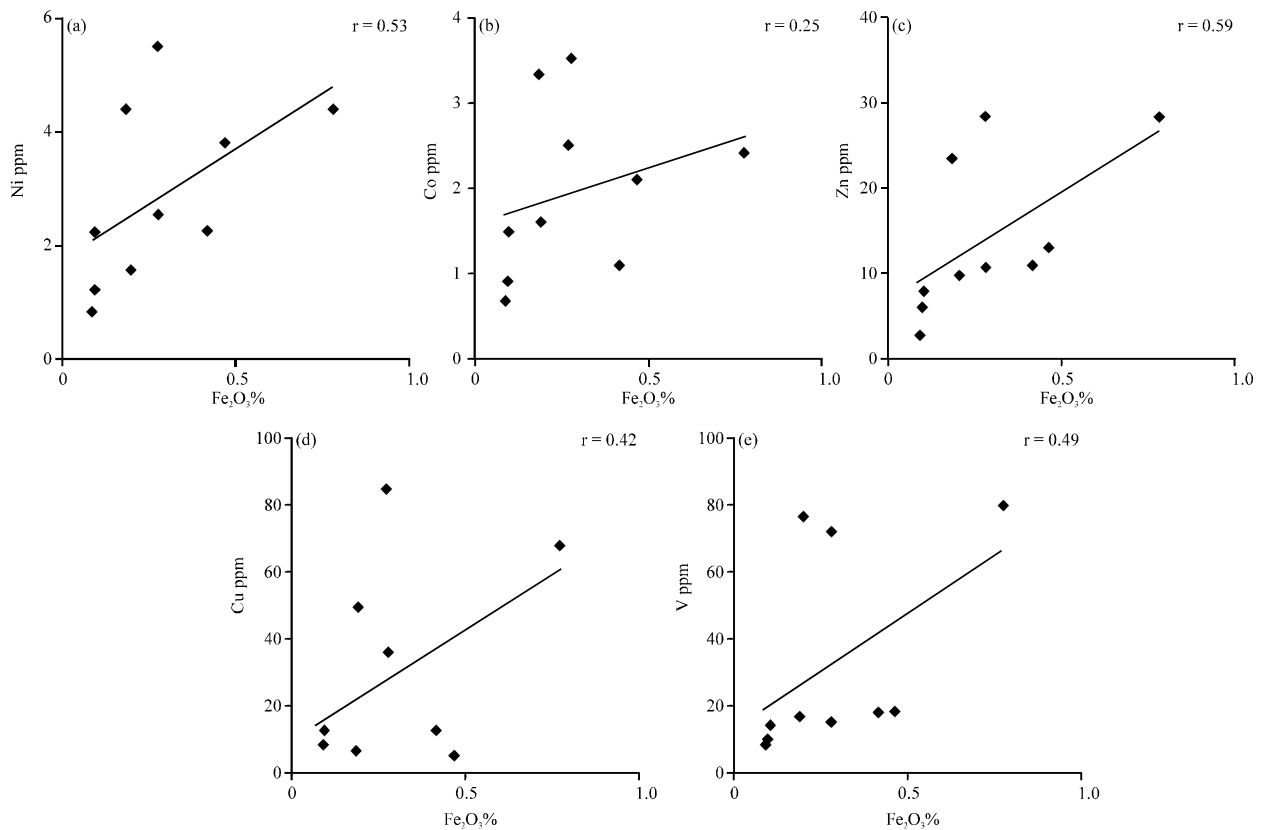 (a) r = 0.53
6
4
2
0
Ni ppm
0 0.5 1.0
Fe₂O₃%
(b) r = 0.25
4
3
2
1
0
Co ppm
0 0.5 1.0
Fe₂O₃%
(c) r = 0.59
40
30
20
10
0
Zn ppm
0 0.5 1.0
Fe₂O₃%
(d) r = 0.42
100
80
60
40
20
0
Cu ppm
0 0.5 1.0
Fe₂O₃%
(e) r = 0.49
100
80
60
40
20
0
V ppm
0 0.5 1.0
Fe₂O₃%